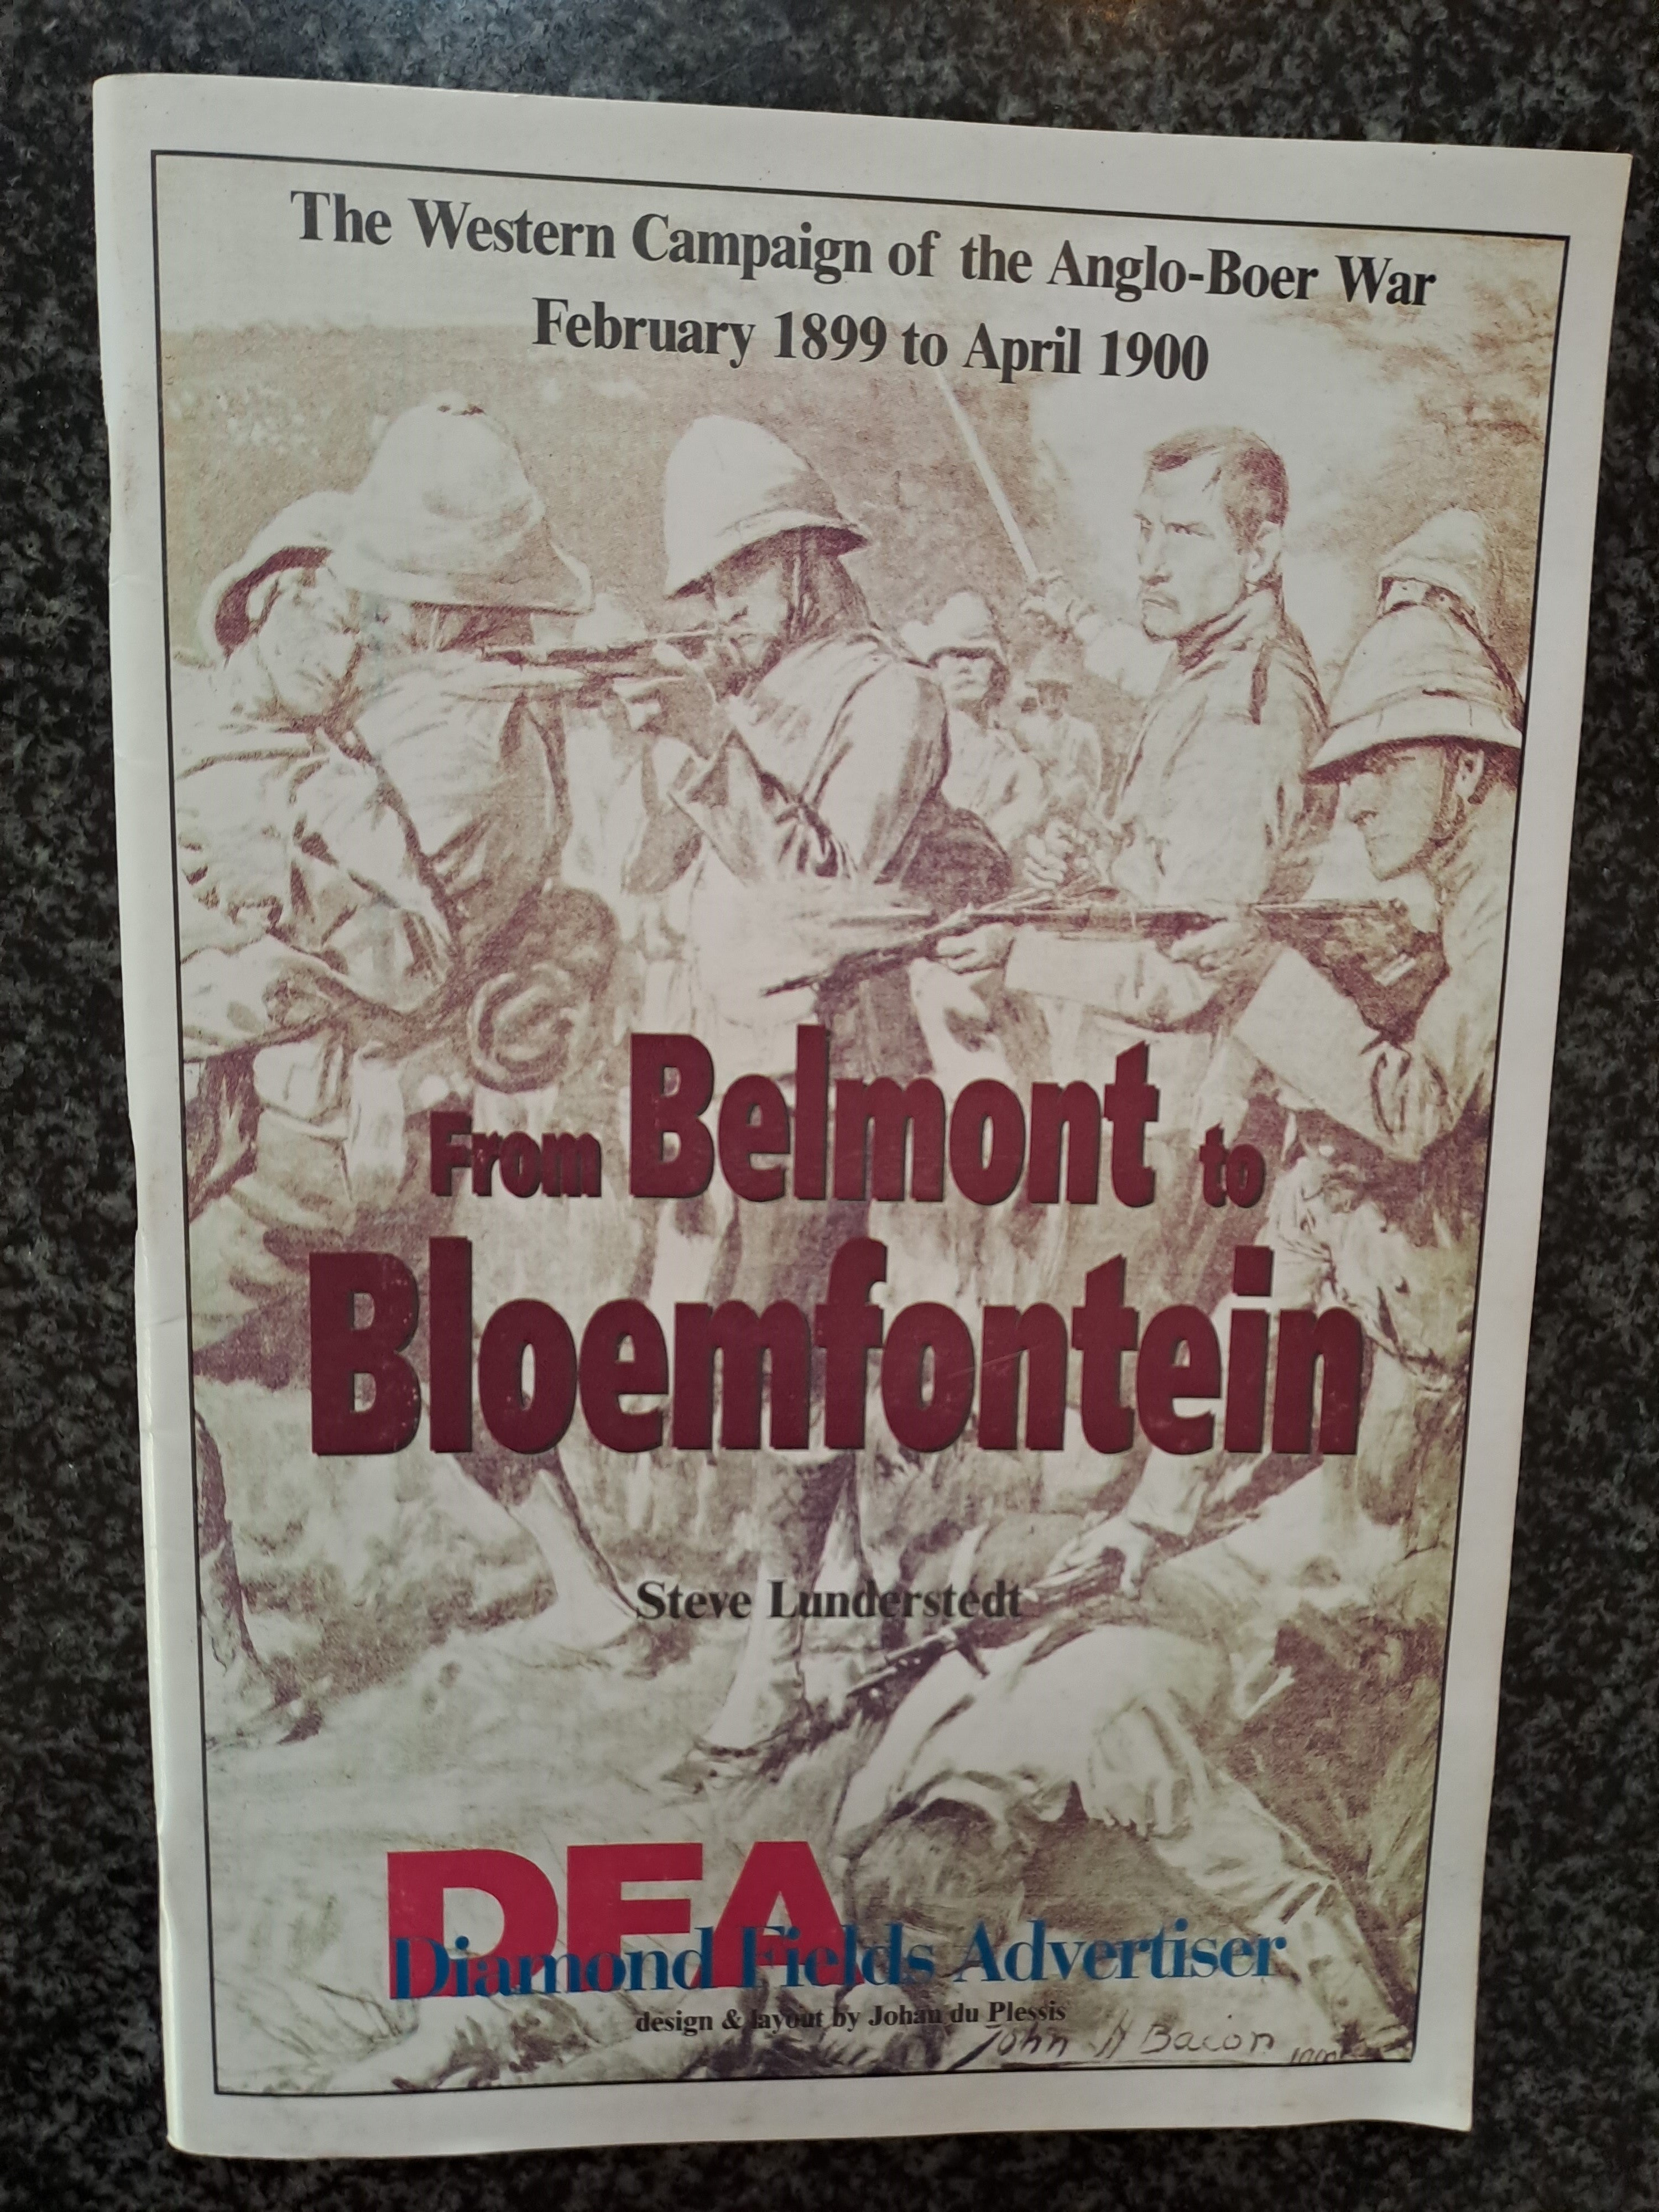 The Western Campaign of the Anglo-Boer War
February 1899 to April 1900
From Belmont to
Bloemfontein
Steve Lunderstedt
DFA
Diamond Fields Advertiser
design & layout by Johan du Plessis
John H Bacon